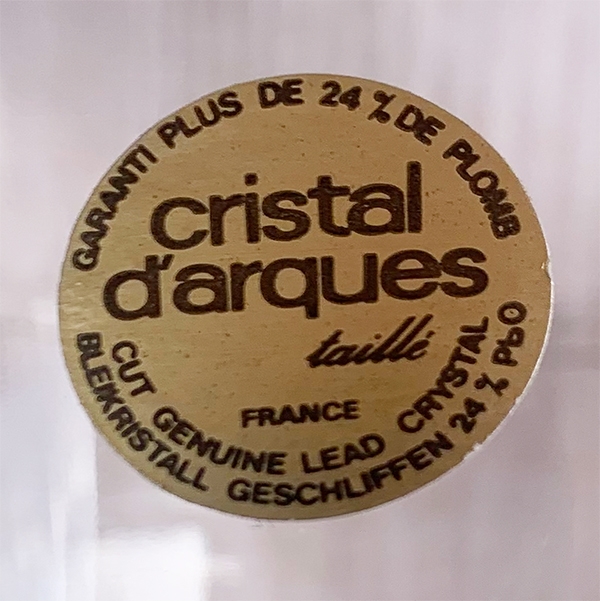 GARANTI PLUS DE 24 % DE PLOMB
cristal
d'arques
taillé
FRANCE
CUT GENUINE LEAD CRYSTAL
BLEIKRISTALL GESCHLIFFEN 24 % PbO